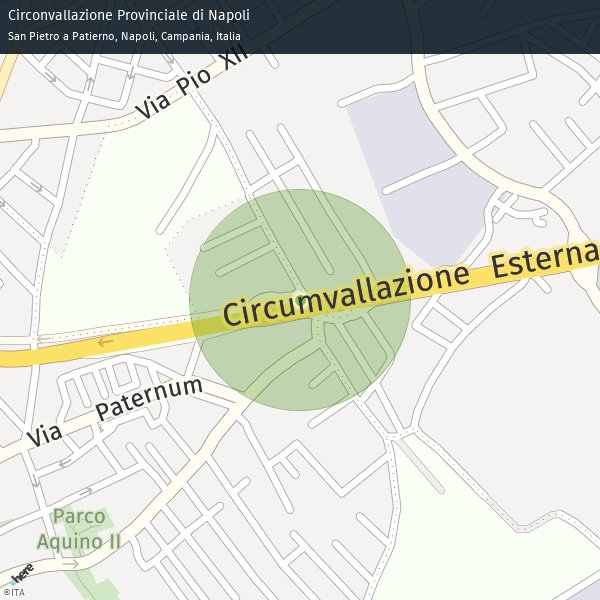 Circonvallazione Provinciale di Napoli
San Pietro a Patierno, Napoli, Campania, Italia
Via Pio XII
Circumvallazione Esterna
Via Paternum
Parco
Aquino II
here
©ITA